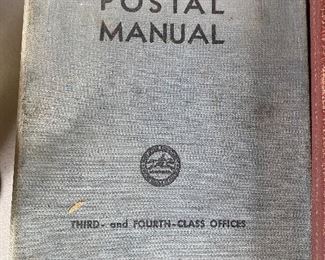 POSTAL
MANUAL
THIRD- and FOURTH-CLASS OFFICES